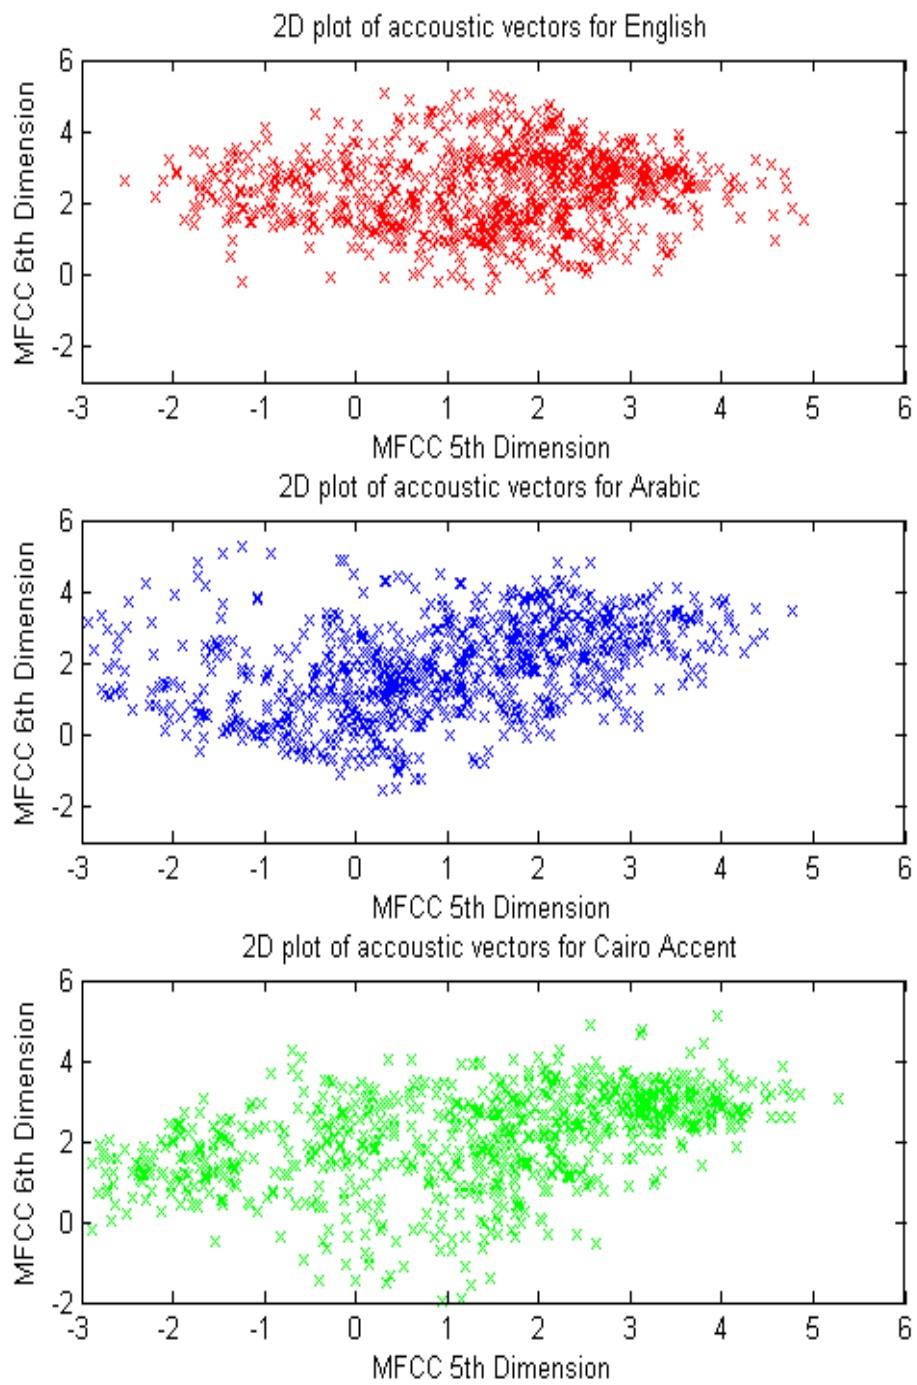 2D plot of accoustic vectors for English
6
4
2
0
-2
MFCC 6th Dimension
-3 -2 -1 0 1 2 3 4 5 6
MFCC 5th Dimension
2D plot of accoustic vectors for Arabic
6
4
2
0
-2
MFCC 6th Dimension
-3 -2 -1 0 1 2 3 4 5 6
MFCC 5th Dimension
2D plot of accoustic vectors for Cairo Accent
6
4
2
0
-2
MFCC 6th Dimension
-3 -2 -1 0 1 2 3 4 5 6
MFCC 5th Dimension